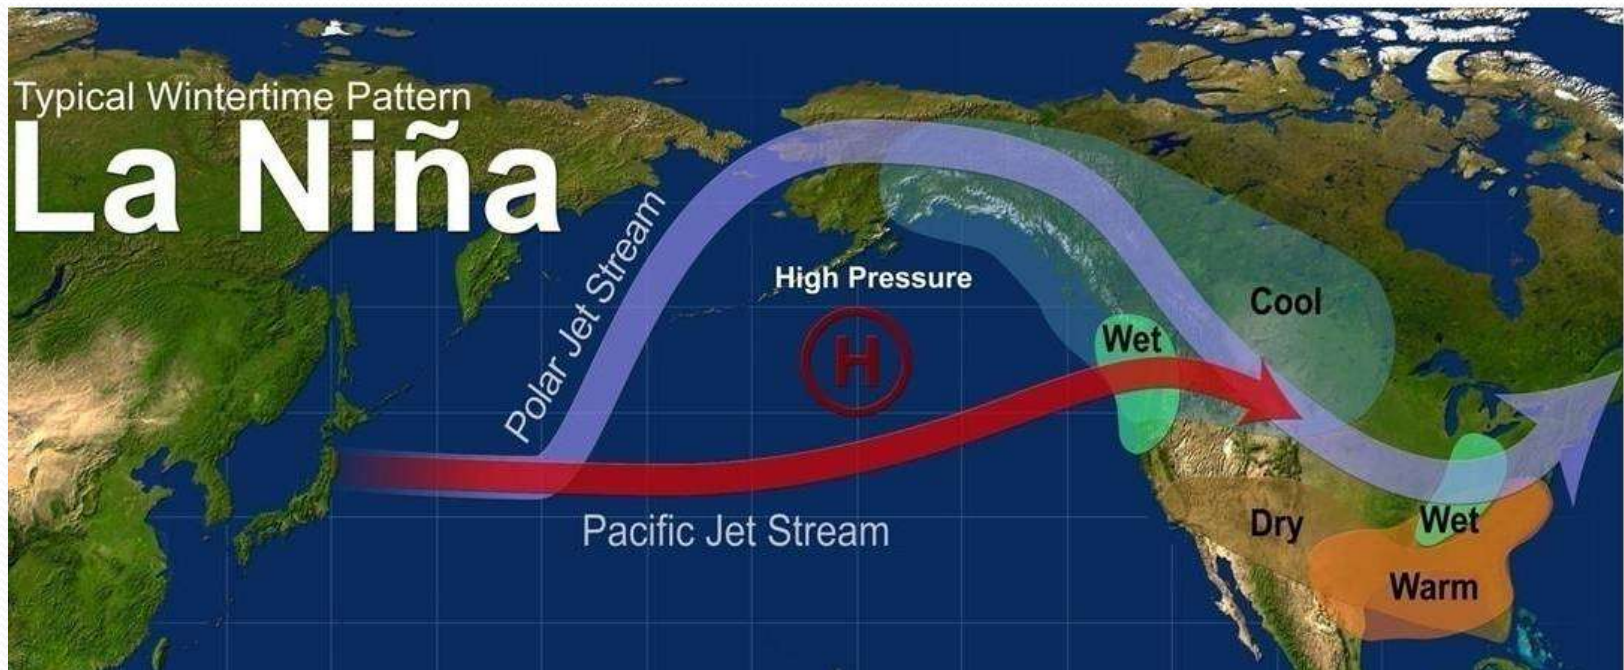 Typical Wintertime Pattern
La Niña
Polar Jet Stream
High Pressure
H
Cool
Wet
Pacific Jet Stream
Dry
Wet
Warm